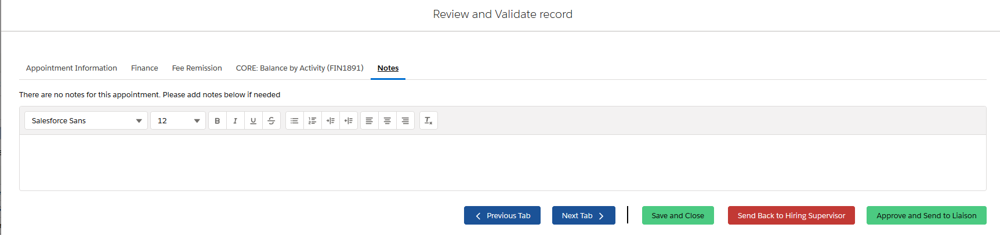 Review and Validate record
Appointment Information Finance Fee Remission CORE: Balance by Activity (FIN1891) Notes
There are no notes for this appointment. Please add notes below if needed
Salesforce Sans 12 B I U S
Previous Tab Next Tab Save and Close Send Back to Hiring Supervisor Approve and Send to Liaison